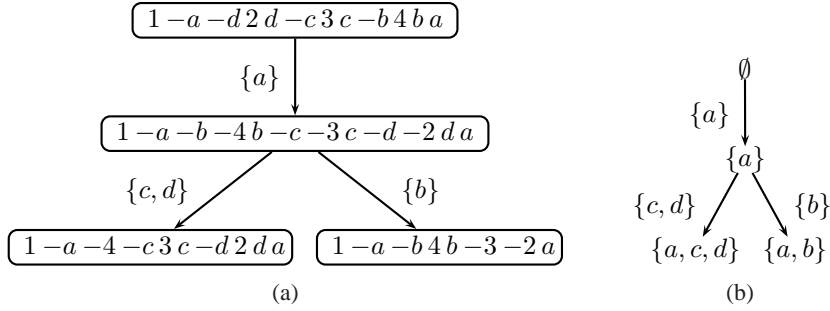 1 −a −d 2 d −c 3 c −b 4 b a
{a}
1 −a −b −4 b −c −3 c −d −2 d a
{c, d}
{b}
1 −a −4 −c 3 c −d 2 d a
1 −a −b 4 b −3 −2 a
(a)
∅
{a}
{a}
{c, d}
{b}
{a, c, d}
{a, b}
(b)